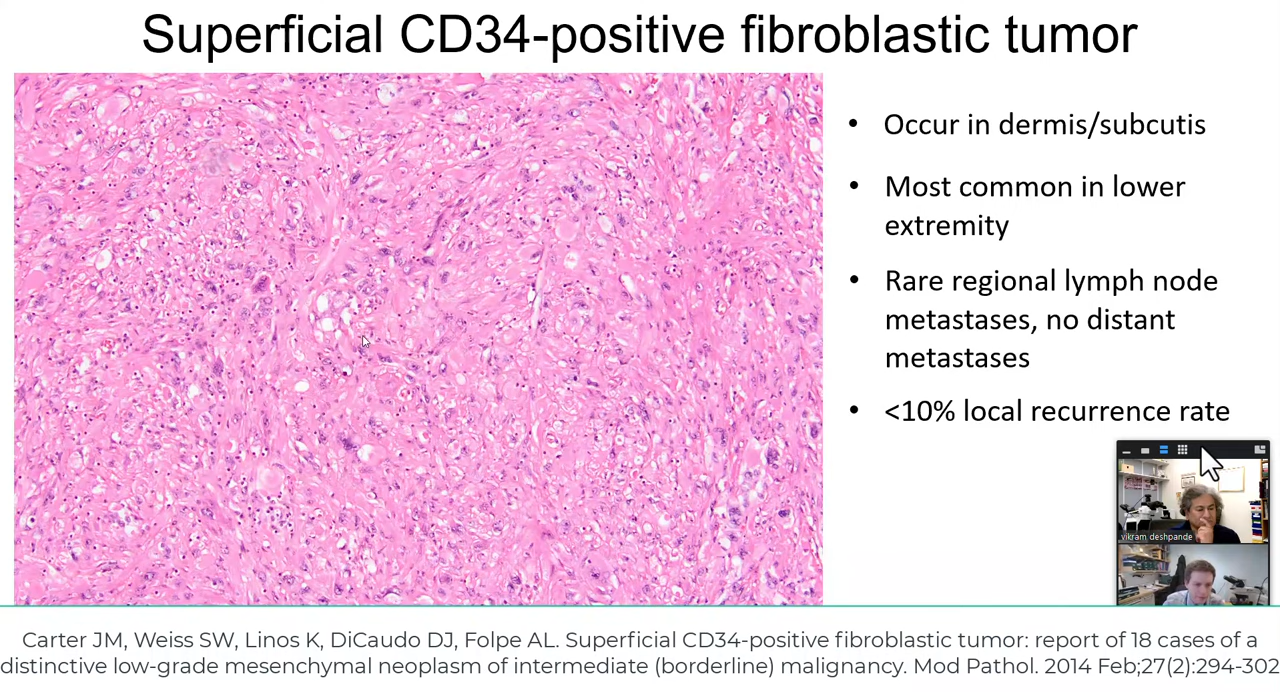 Superficial CD34-positive fibroblastic tumor
• Occur in dermis/subcutis
• Most common in lower
extremity
• Rare regional lymph node
metastases, no distant
metastases
• <10% local recurrence rate
vikram deshpande
Carter JM, Weiss SW, Linos K, DiCaudo DJ, Folpe AL. Superficial CD34-positive fibroblastic tumor: report of 18 cases of a
distinctive low-grade mesenchymal neoplasm of intermediate (borderline) malignancy. Mod Pathol. 2014 Feb;27(2):294-302